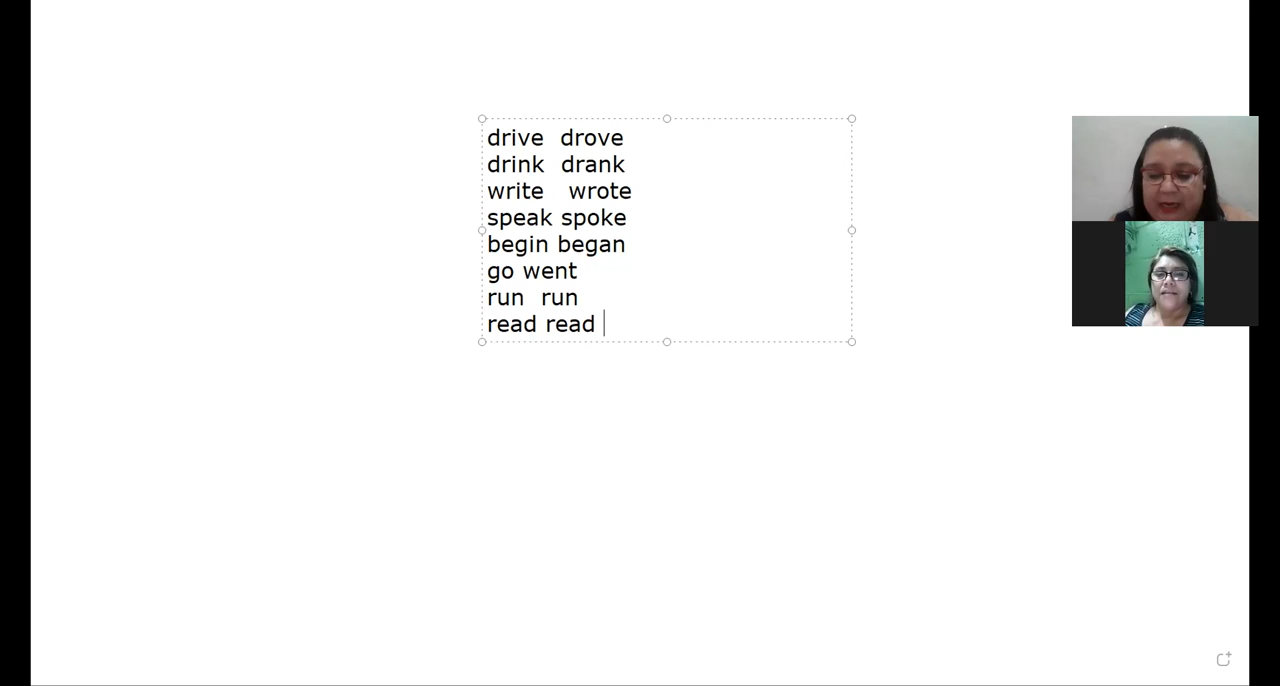 drive drove
drink drank
write wrote
speak spoke
begin began
go went
run run
read read